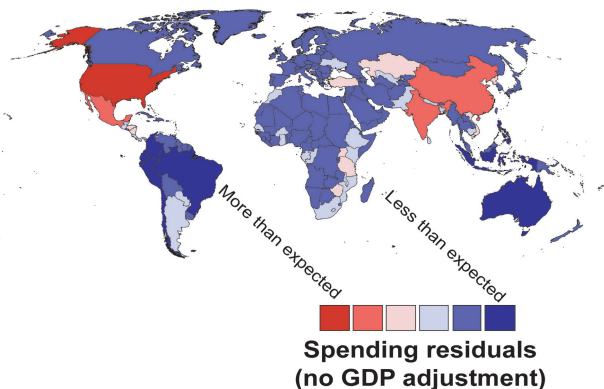 More than expected
Less than expected
Spending residuals
(no GDP adjustment)